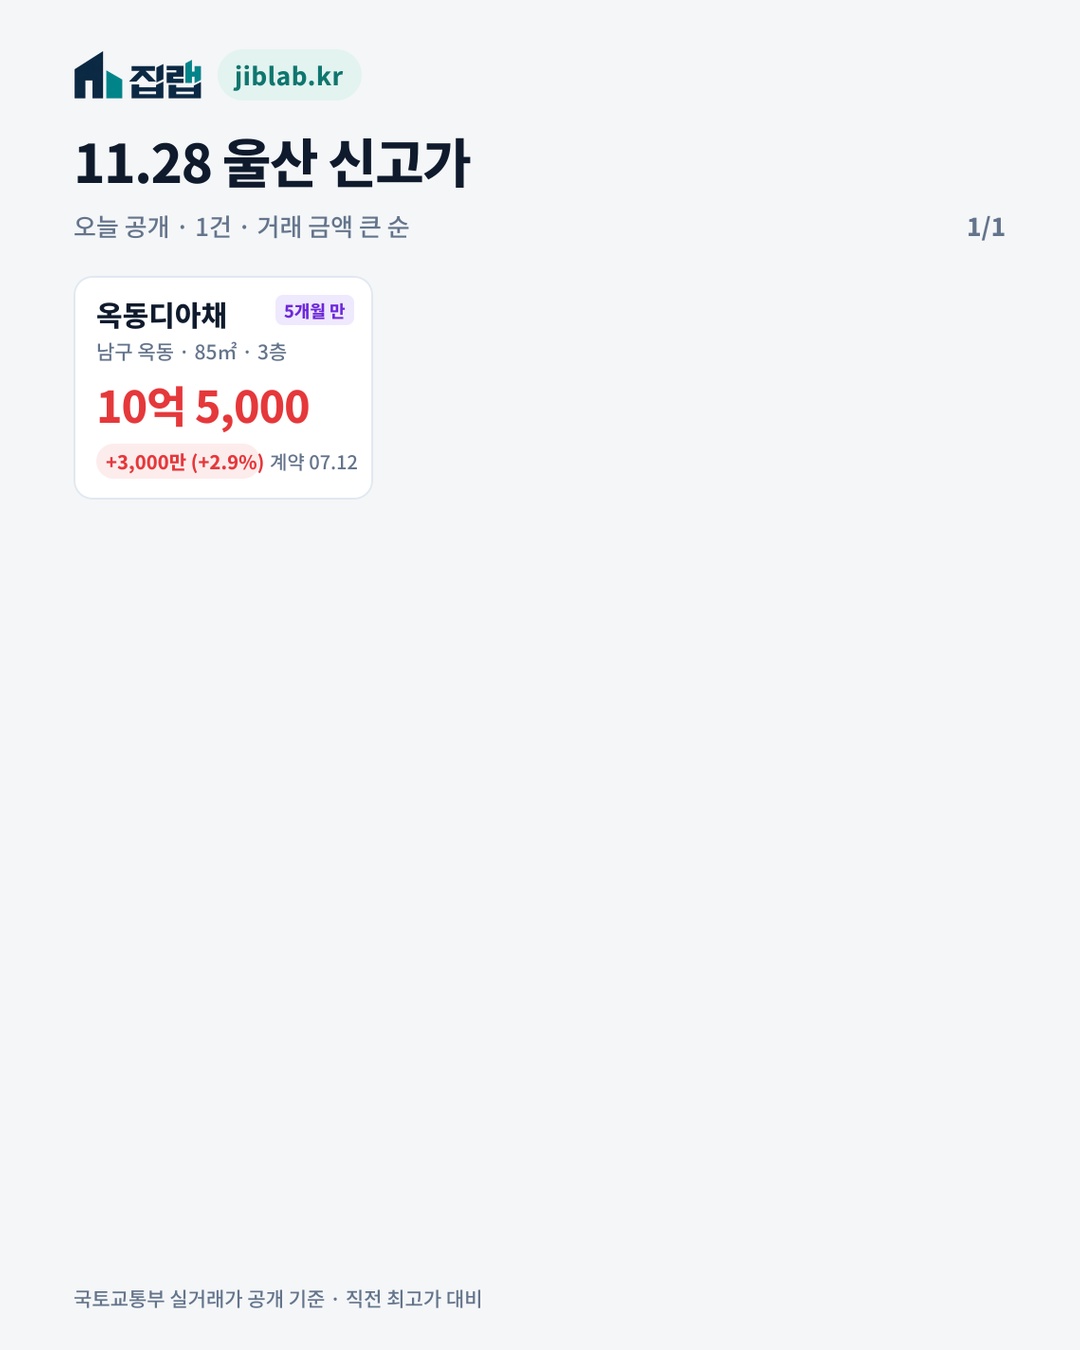 집랩 jiblab.kr
11.28 울산 신고가
오늘 공개 · 1건 · 거래 금액 큰 순 1/1
옥동디아채 5개월 만
남구 옥동 · 85㎡ · 3층
10억 5,000
+3,000만 (+2.9%) 계약 07.12
국토교통부 실거래가 공개 기준 · 직전 최고가 대비